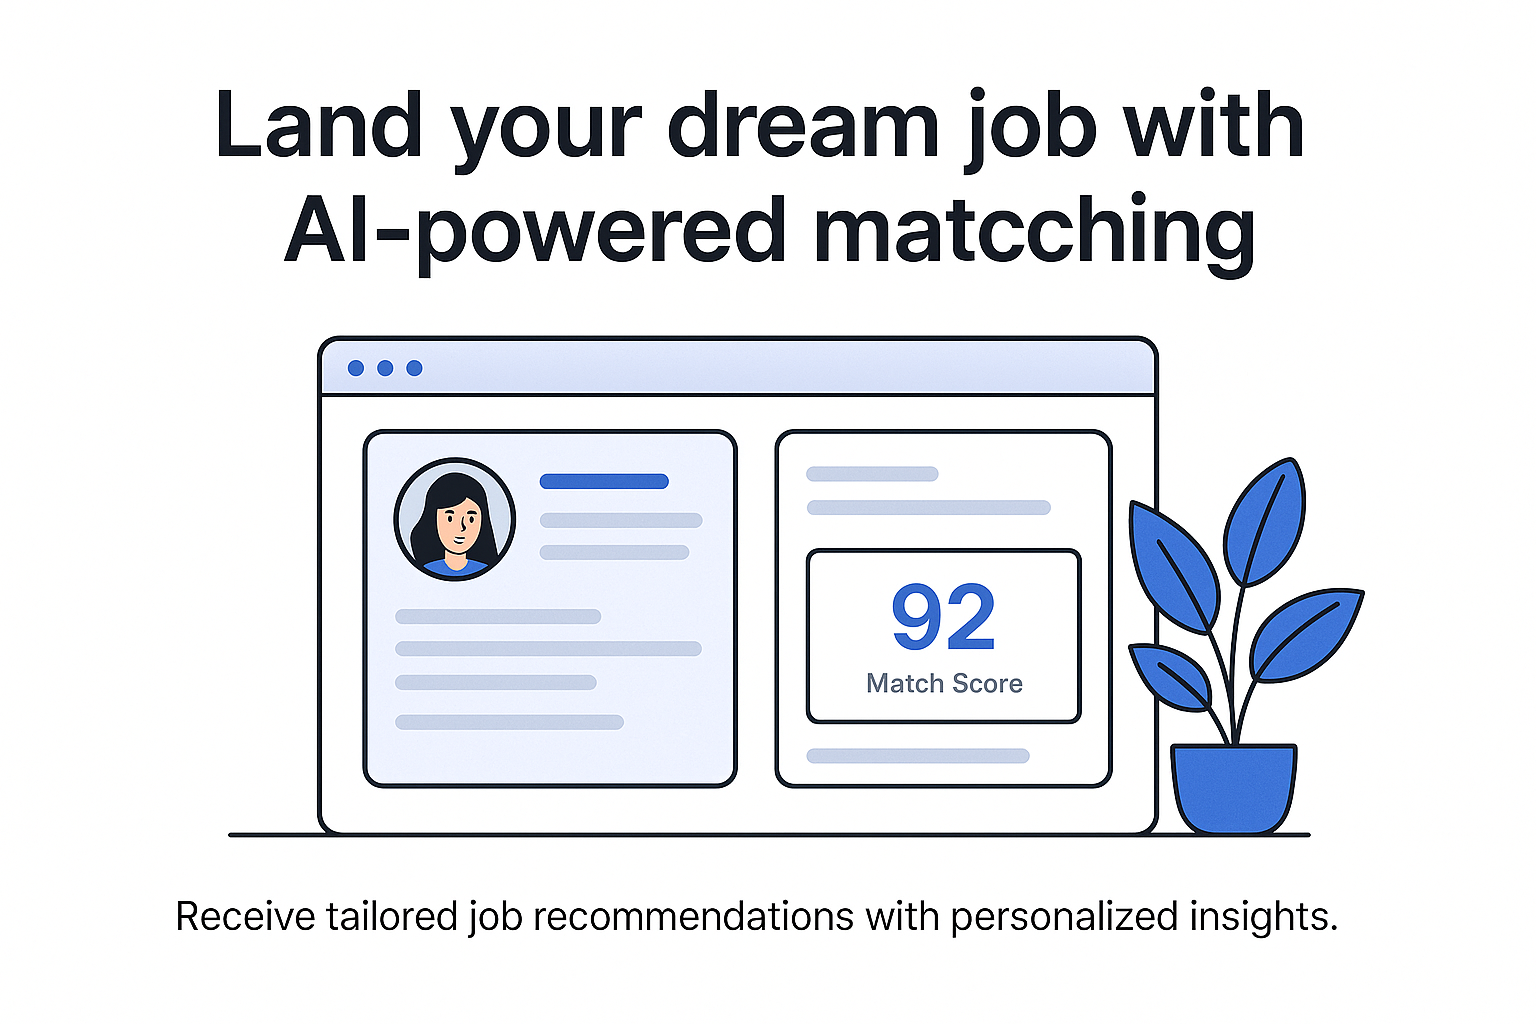 Land your dream job with
AI-powered matcching
92
Match Score
Receive tailored job recommendations with personalized insights.